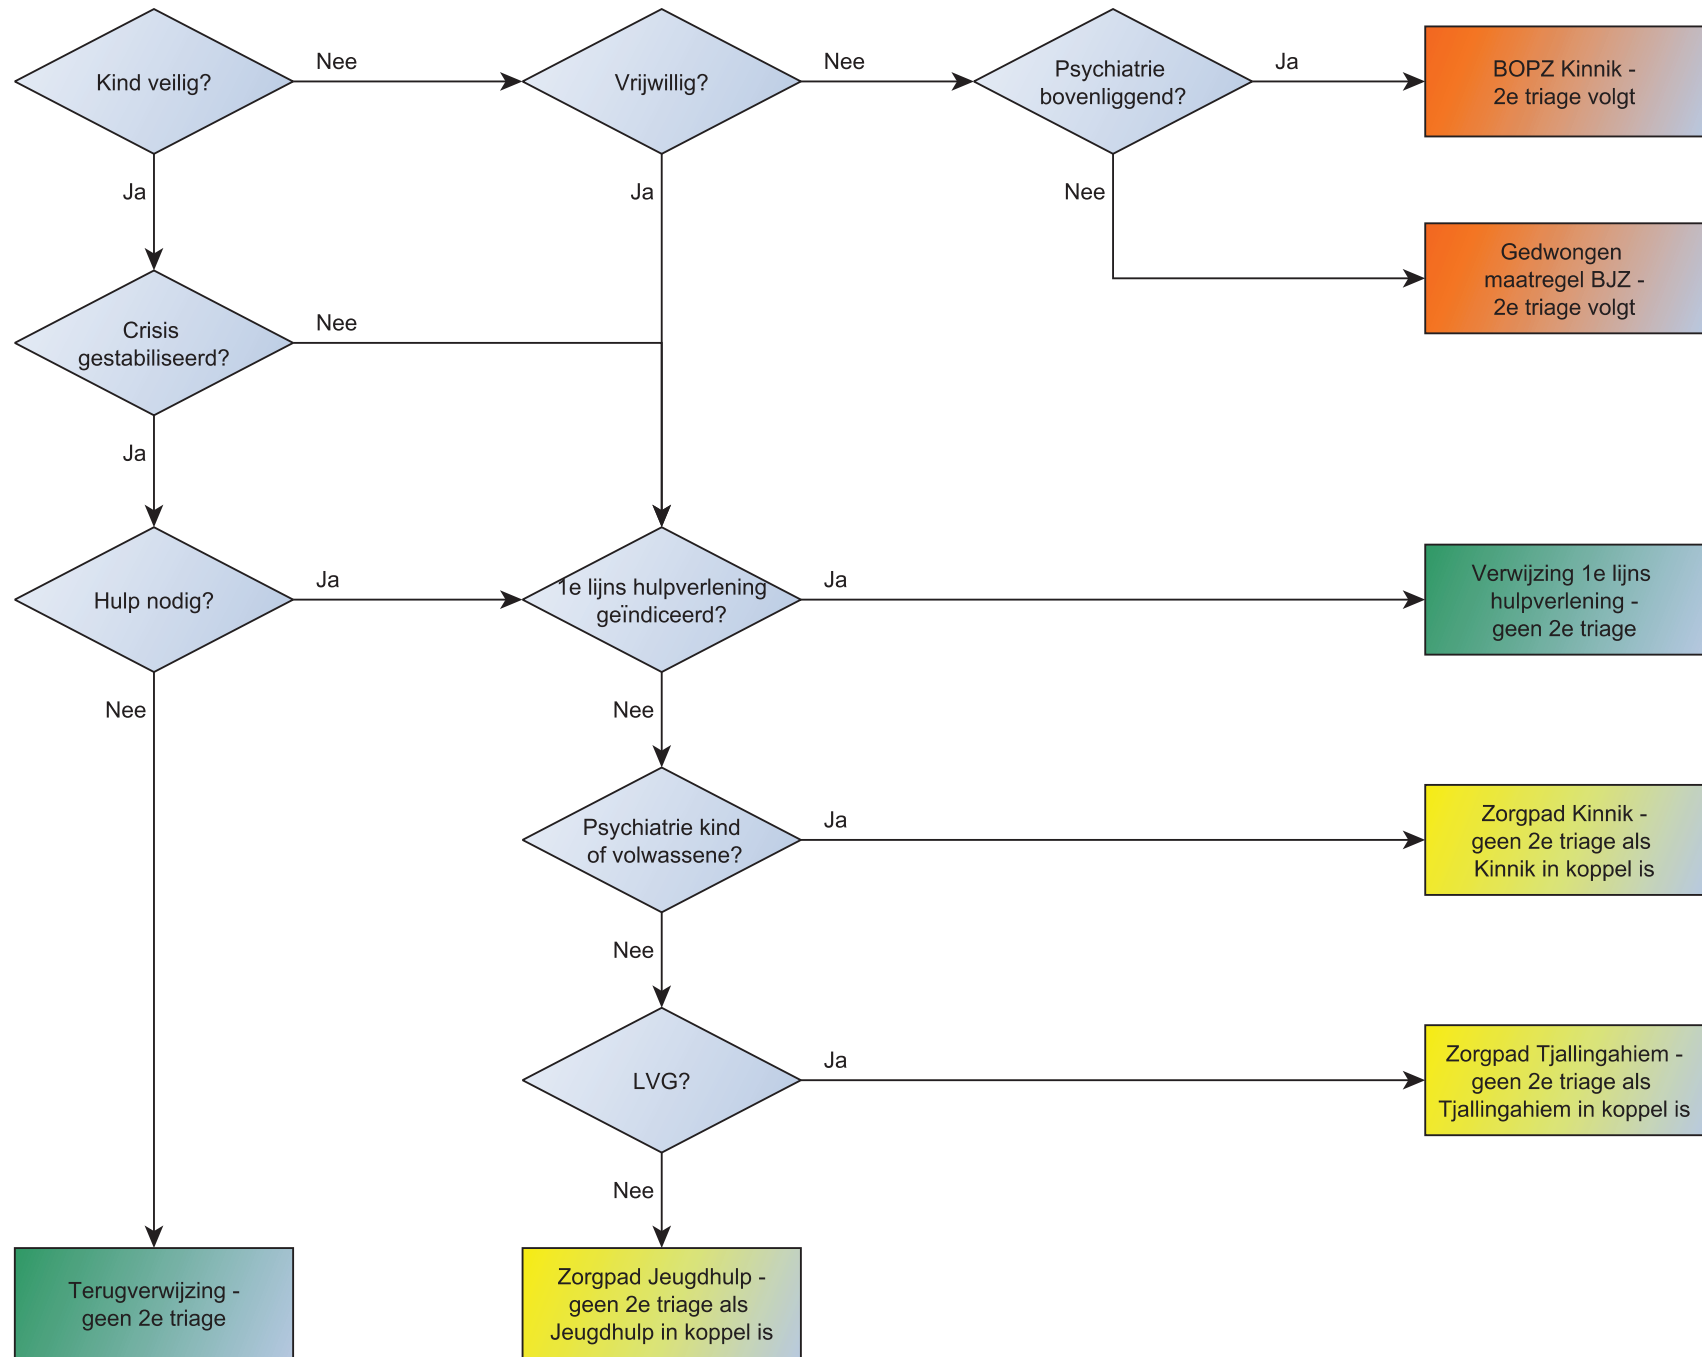 Kind veilig?
Nee
Vrijwillig?
Nee
Psychiatrie
bovenliggend?
Ja
BOPZ Kinnik -
2e triage volgt
Ja
Ja
Nee
Gedwongen
maatregel BJZ -
2e triage volgt
Crisis
gestabiliseerd?
Nee
Ja
Hulp nodig?
Ja
1e lijns hulpverlening
geïndiceerd?
Ja
Verwijzing 1e lijns
hulpverlening -
geen 2e triage
Nee
Nee
Psychiatrie kind
of volwassene?
Ja
Zorgpad Kinnik -
geen 2e triage als
Kinnik in koppel is
Nee
LVG?
Ja
Zorgpad Tjallingahiem -
geen 2e triage als
Tjallingahiem in koppel is
Nee
Terugverwijzing -
geen 2e triage
Zorgpad Jeugdhulp -
geen 2e triage als
Jeugdhulp in koppel is